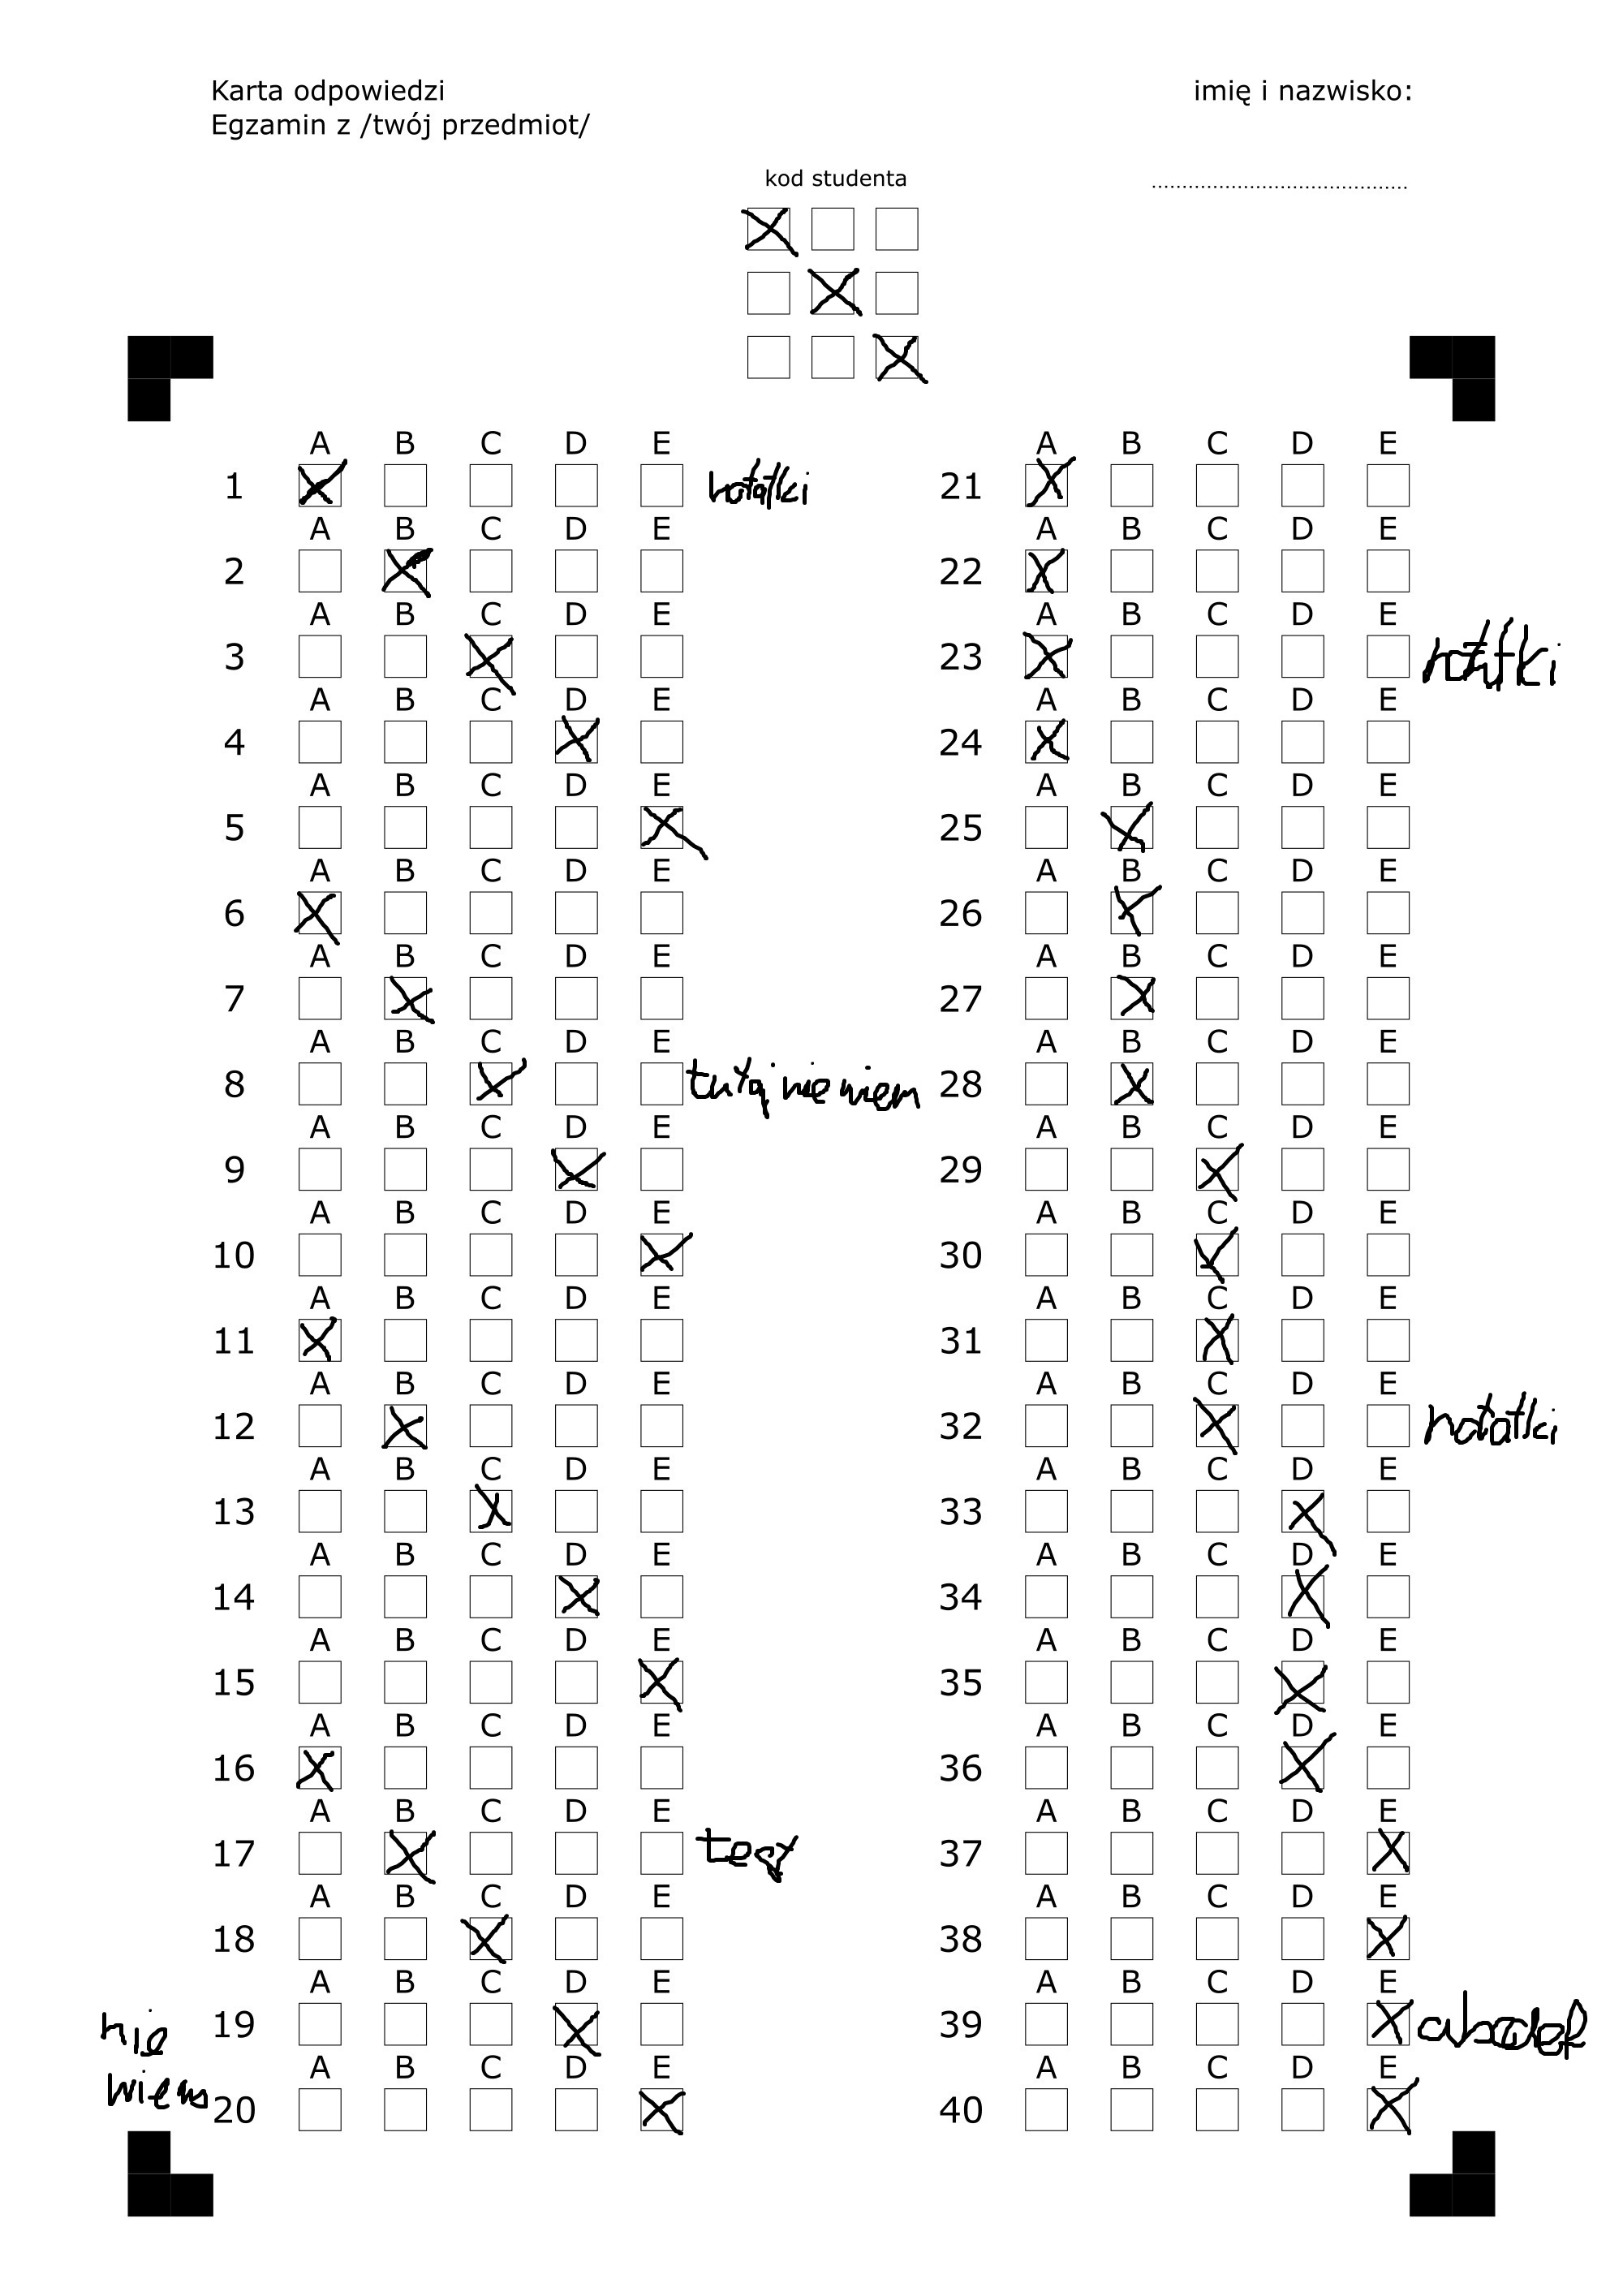 Karta odpowiedzi
Egzamin z /twój przedmiot/
imię i nazwisko:
kod studenta
........................................
A B C D E
1 notatki
A B C D E
2
A B C D E
3
A B C D E
4
A B C D E
5
A B C D E
6
A B C D E
7
A B C D E
8 tutaj nie wiem
A B C D E
9
A B C D E
10
A B C D E
11
A B C D E
12
A B C D E
13
A B C D E
14
A B C D E
15
A B C D E
16
A B C D E
17
A B C D E
18
A B C D E
nie 19
A B C D E
wiem 20
A B C D E
21
A B C D E
22
A B C D E
23 notatki
A B C D E
24
A B C D E
25
A B C D E
26
A B C D E
27
A B C D E
28
A B C D E
29
A B C D E
30
A B C D E
31
A B C D E
32 notatki
A B C D E
33
A B C D E
34
A B C D E
35
A B C D E
36
A B C D E
37
A B C D E
38
A B C D E
39
A B C D E
40